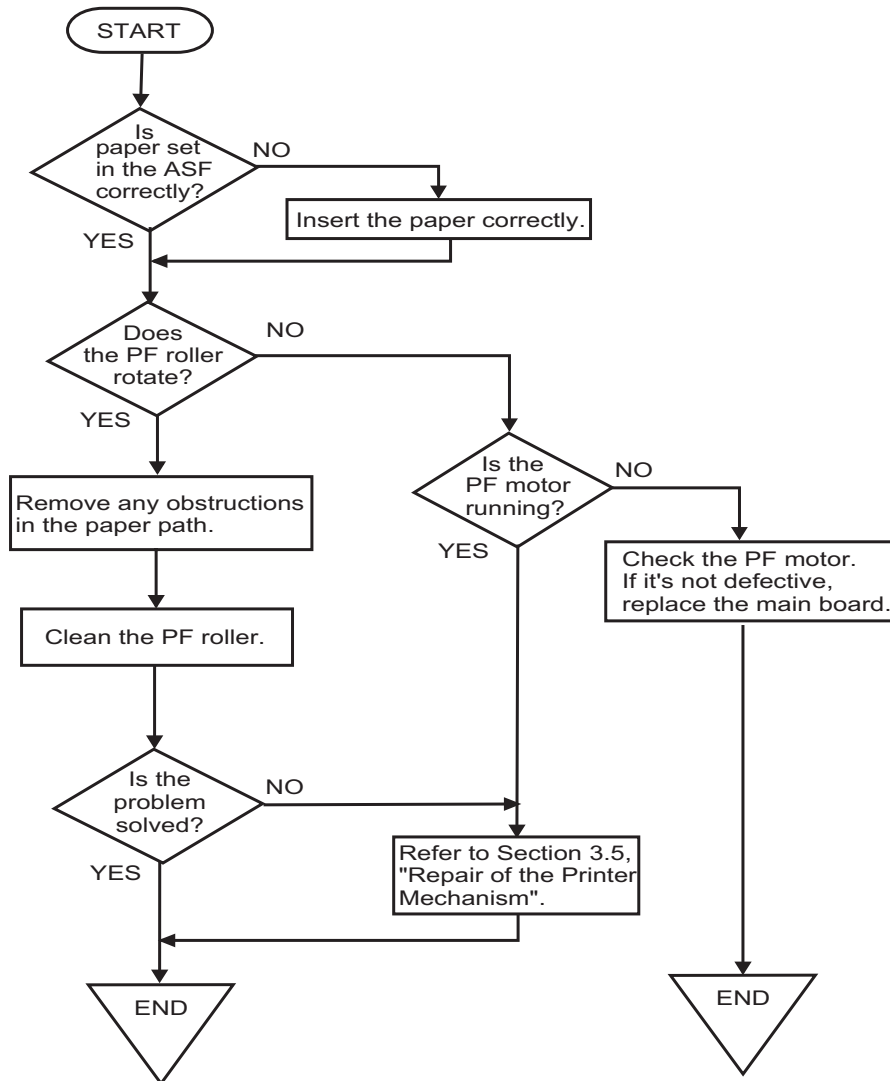 START
Is
paper set
in the ASF
correctly?
NO
Insert the paper correctly.
YES
Does
the PF roller
rotate?
NO
YES
Is the
PF motor
running?
NO
Remove any obstructions
in the paper path.
YES
Check the PF motor.
If it's not defective,
replace the main board.
Clean the PF roller.
Is the
problem
solved?
NO
YES
Refer to Section 3.5,
"Repair of the Printer
Mechanism".
END
END